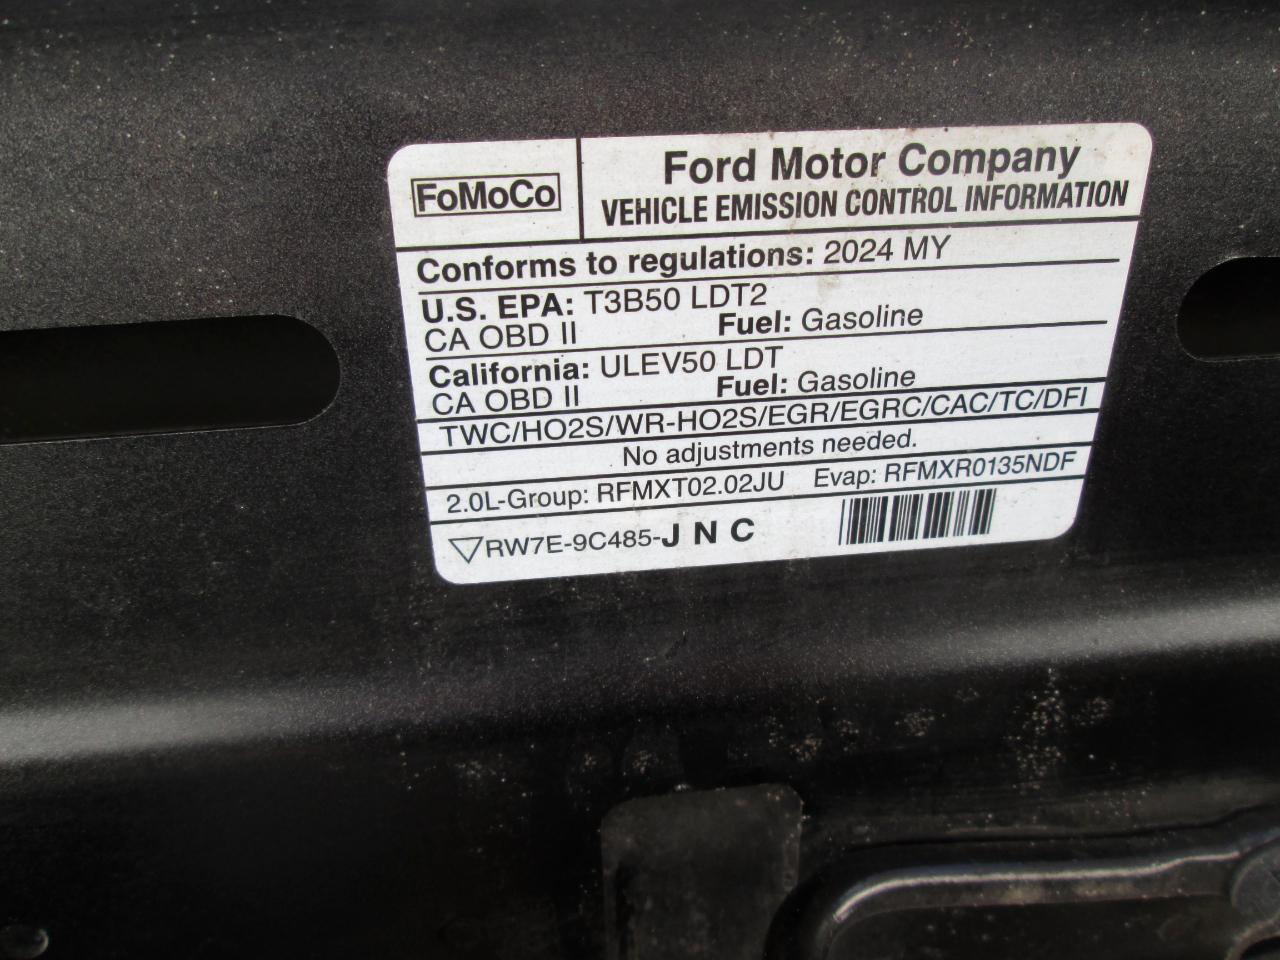 FoMoCo
Ford Motor Company
VEHICLE EMISSION CONTROL INFORMATION
Conforms to regulations: 2024 MY
U.S. EPA: T3B50 LDT2
CA OBD II Fuel: Gasoline
California: ULEV50 LDT
CA OBD II Fuel: Gasoline
TWC/HO2S/WR-HO2S/EGR/EGRC/CAC/TC/DFI
No adjustments needed.
2.0L-Group: RFMXT02.02JU Evap: RFMXR0135NDF
RW7E-9C485-J N C